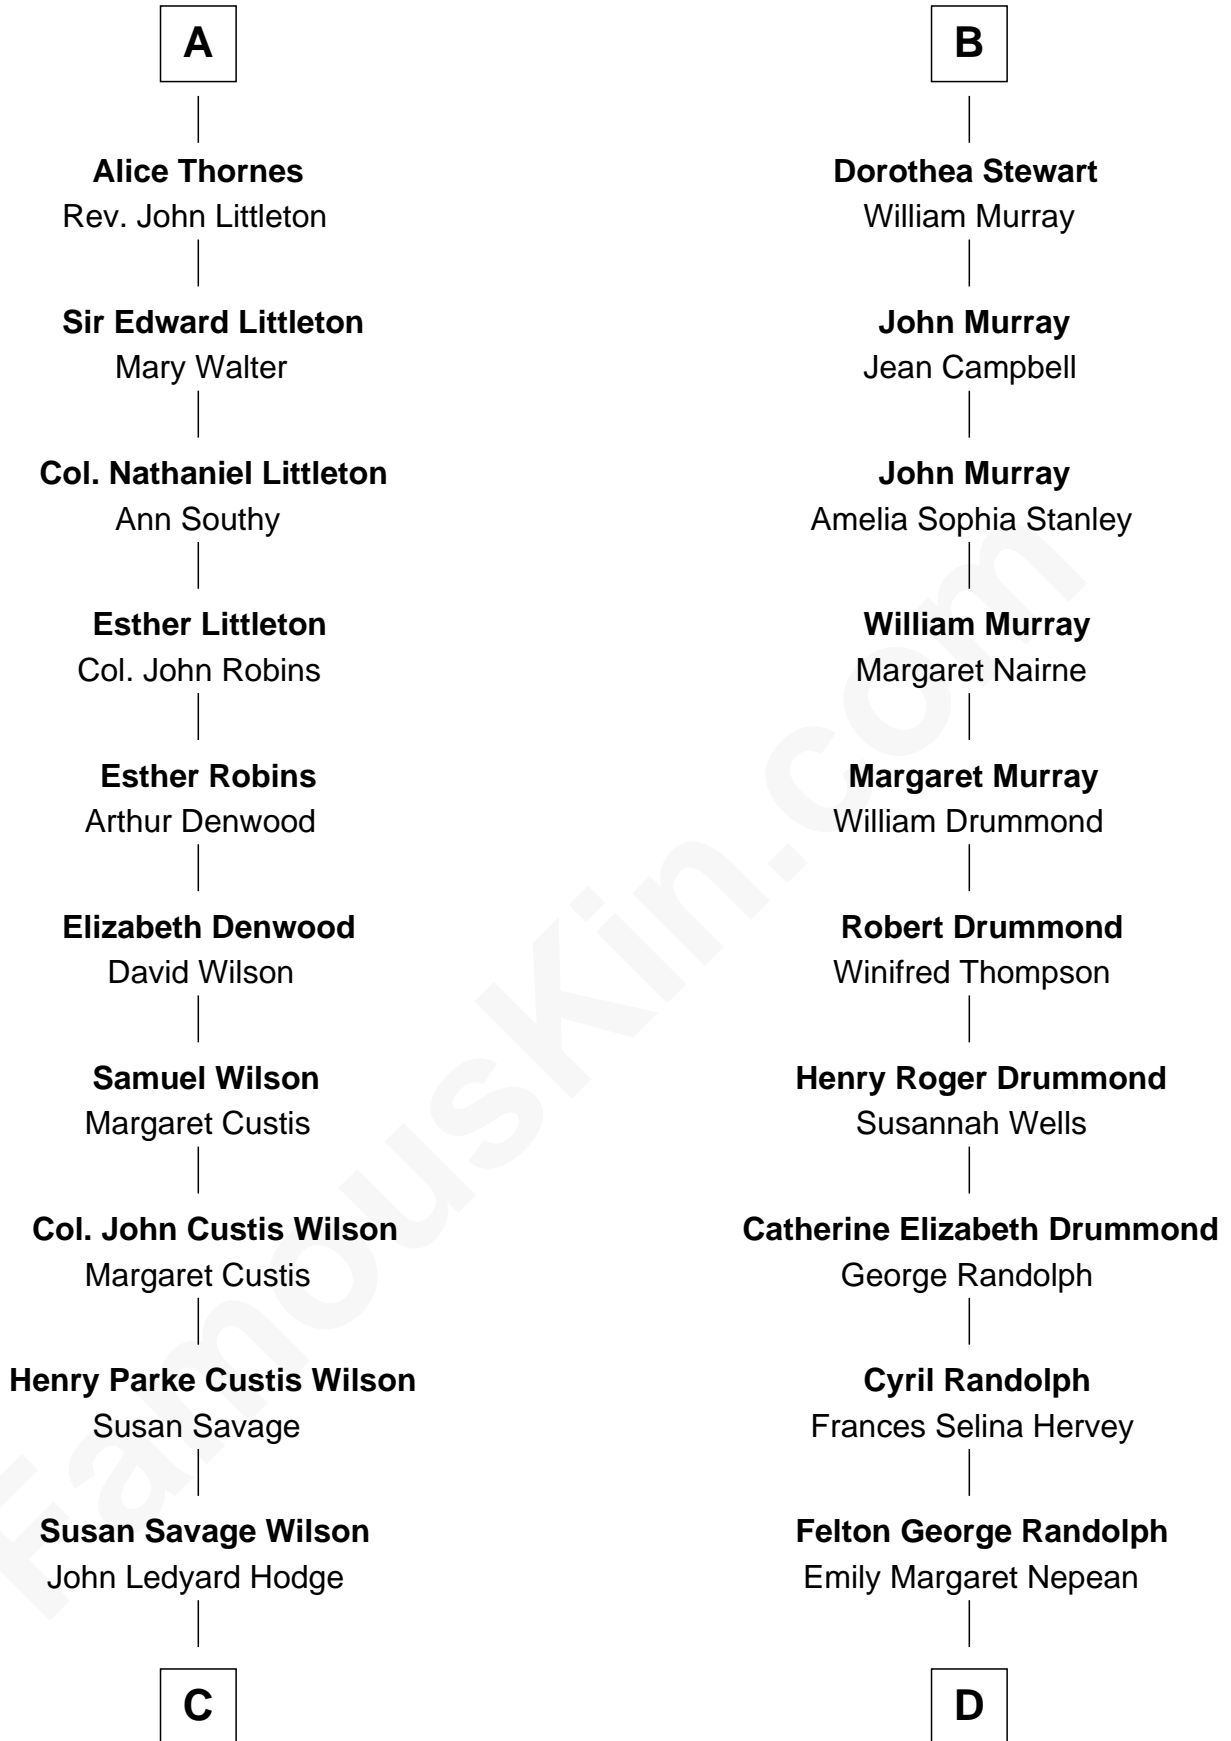 A
Alice Thornes
Rev. John Littleton
Sir Edward Littleton
Mary Walter
Col. Nathaniel Littleton
Ann Southy
Esther Littleton
Col. John Robins
Esther Robins
Arthur Denwood
Elizabeth Denwood
David Wilson
Samuel Wilson
Margaret Custis
Col. John Custis Wilson
Margaret Custis
Henry Parke Custis Wilson
Susan Savage
Susan Savage Wilson
John Ledyard Hodge
C
B
Dorothea Stewart
William Murray
John Murray
Jean Campbell
John Murray
Amelia Sophia Stanley
William Murray
Margaret Nairne
Margaret Murray
William Drummond
Robert Drummond
Winifred Thompson
Henry Roger Drummond
Susannah Wells
Catherine Elizabeth Drummond
George Randolph
Cyril Randolph
Frances Selina Hervey
Felton George Randolph
Emily Margaret Nepean
D
FamousKin.com